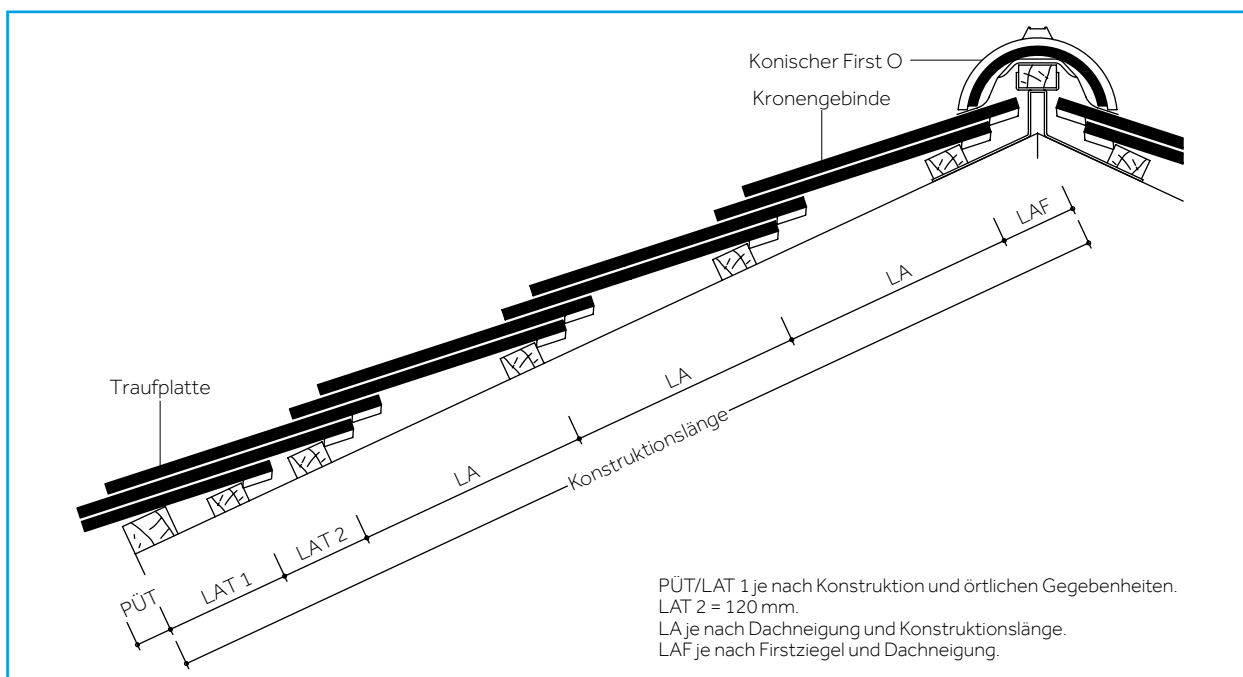 Konischer First O
Kronengebinde
LAF
LA
LA
Traufplatte
Konstruktionslänge
LA
LAT 2
LAT 1
PÜT
PÜT/LAT 1 je nach Konstruktion und örtlichen Gegebenheiten.
LAT 2 = 120 mm.
LA je nach Dachneigung und Konstruktionslänge.
LAF je nach Firstziegel und Dachneigung.